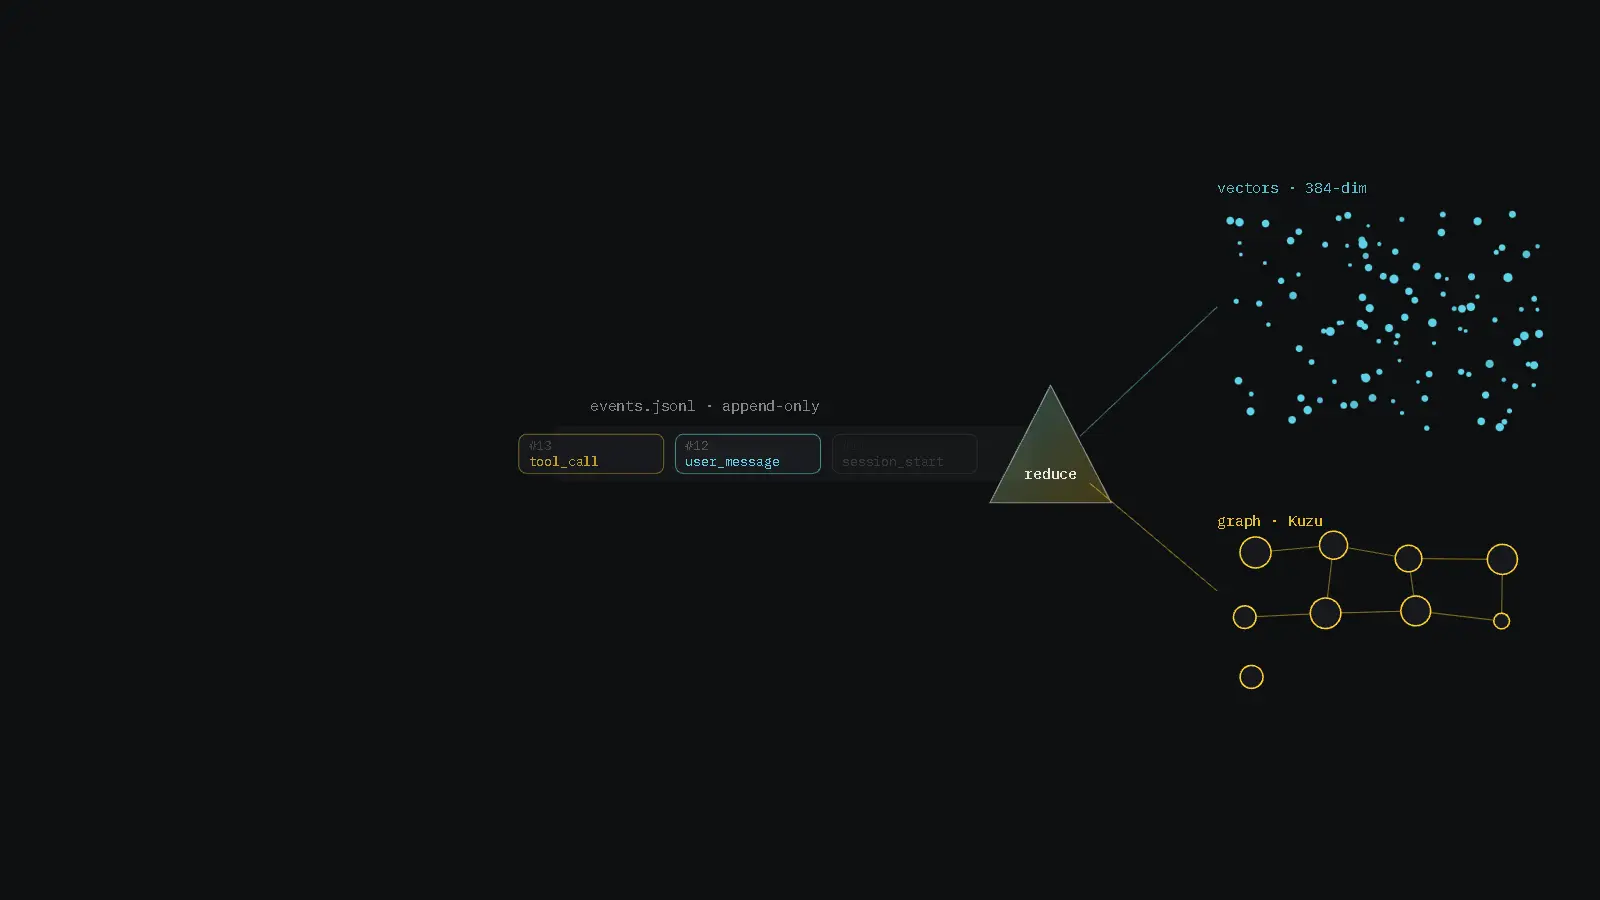 vectors · 384-dim
events.jsonl · append-only
#13
tool_call
#12
user_message
session_start
reduce
graph · Kuzu